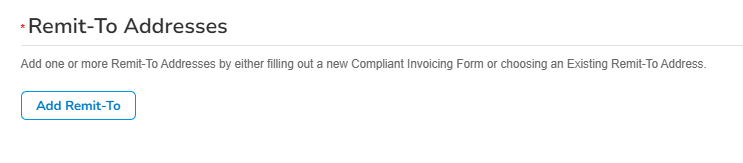 * Remit-To Addresses
Add one or more Remit-To Addresses by either filling out a new Compliant Invoicing Form or choosing an Existing Remit-To Address.
Add Remit-To